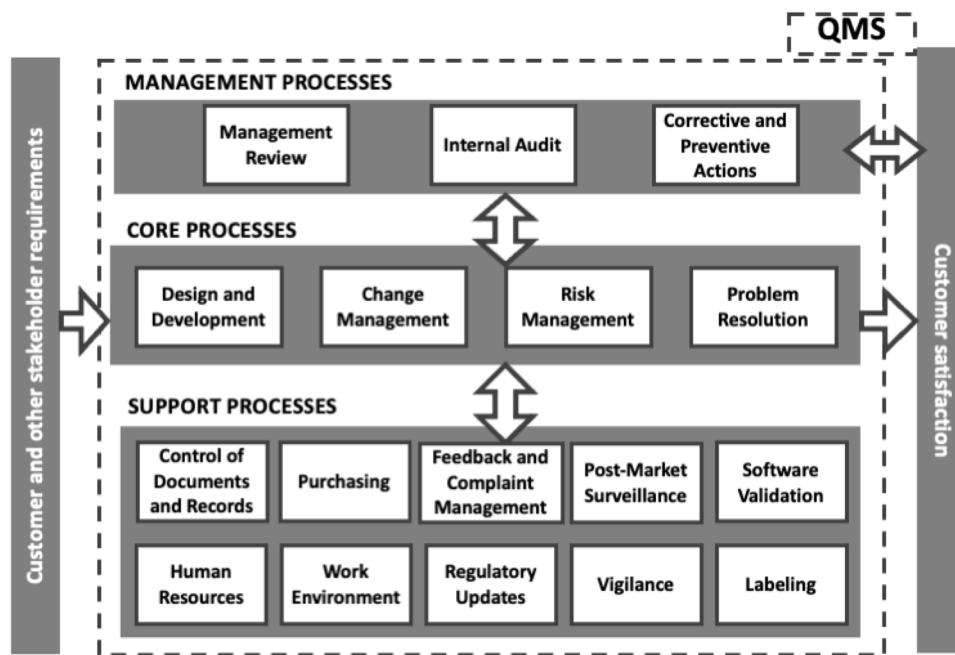 QMS
Customer and other stakeholder requirements
MANAGEMENT PROCESSES
Management
Review
Internal Audit
Corrective and
Preventive
Actions
CORE PROCESSES
Design and
Development
Change
Management
Risk
Management
Problem
Resolution
SUPPORT PROCESSES
Control of
Documents
and Records
Purchasing
Feedback and
Complaint
Management
Post-Market
Surveillance
Software
Validation
Human
Resources
Work
Environment
Regulatory
Updates
Vigilance
Labeling
Customer satisfaction